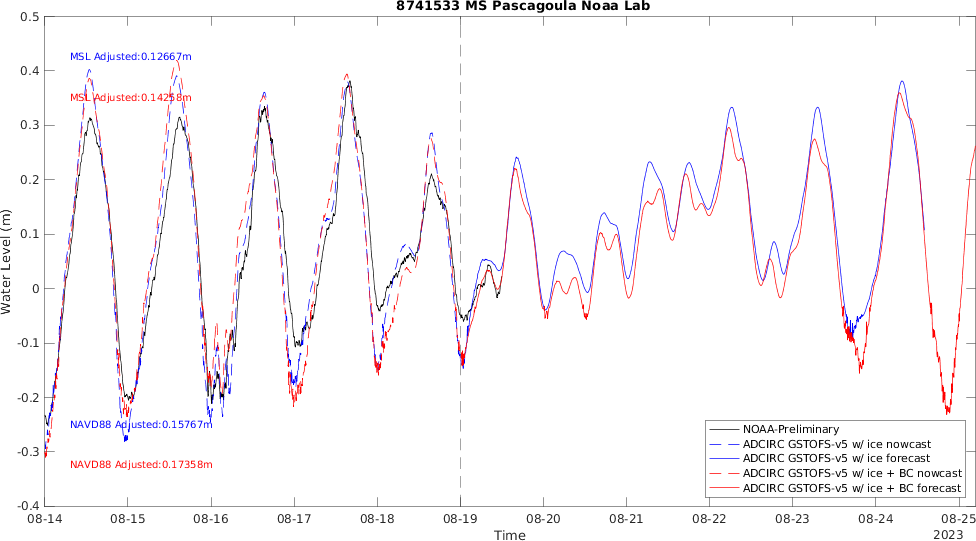 8741533 MS Pascagoula Noaa Lab
0.5
0.4
0.3
0.2
0.1
0
-0.1
-0.2
-0.3
-0.4
Water Level (m)
MSL Adjusted:0.12667m
MSL Adjusted:0.14258m
NAVD88 Adjusted:0.15767m
NAVD88 Adjusted:0.17358m
NOAA-Preliminary
ADCIRC GSTOFS-v5 w/ ice nowcast
ADCIRC GSTOFS-v5 w/ ice forecast
ADCIRC GSTOFS-v5 w/ ice + BC nowcast
ADCIRC GSTOFS-v5 w/ ice + BC forecast
08-14 08-15 08-16 08-17 08-18 08-19 08-20 08-21 08-22 08-23 08-24 08-25
Time
2023